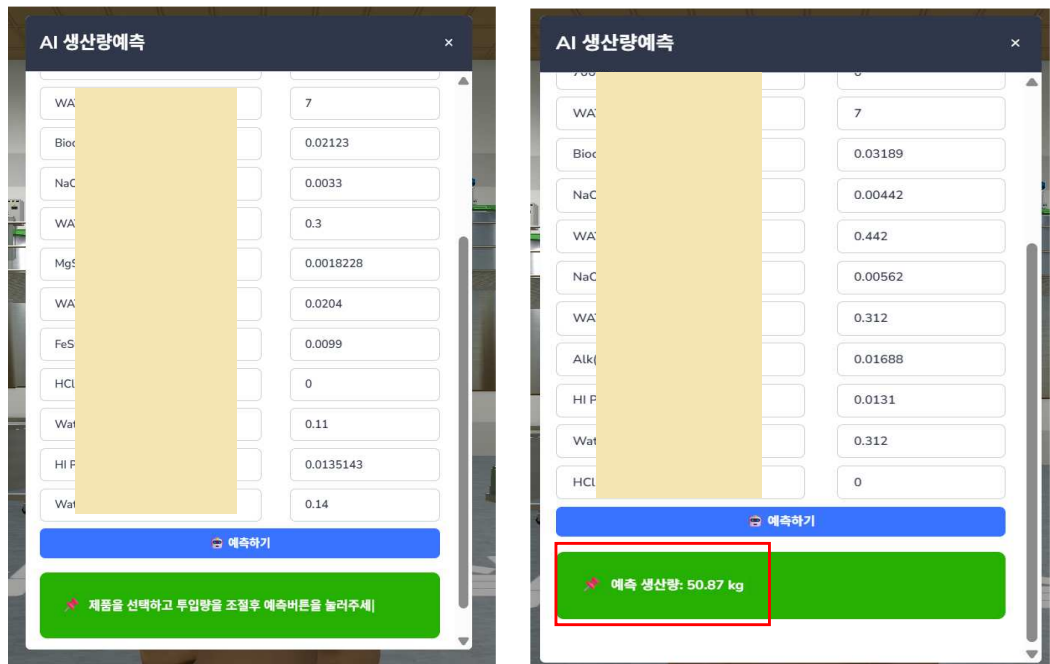 AI 생산량예측 ×
WA 7
Bioc 0.02123
NaC 0.0033
WA 0.3
MgS 0.0018228
WA 0.0204
FeS 0.0099
HCl 0
Wat 0.11
HI P 0.0135143
Wat 0.14
예측하기
제품을 선택하고 투입량을 조절후 예측버튼을 눌러주세|
AI 생산량예측 ×
WA 7
Bioc 0.03189
NaC 0.00442
WA 0.442
NaC 0.00562
WA 0.312
Alk( 0.01688
HI P 0.0131
Wat 0.312
HCL 0
예측하기
예측 생산량: 50.87 kg